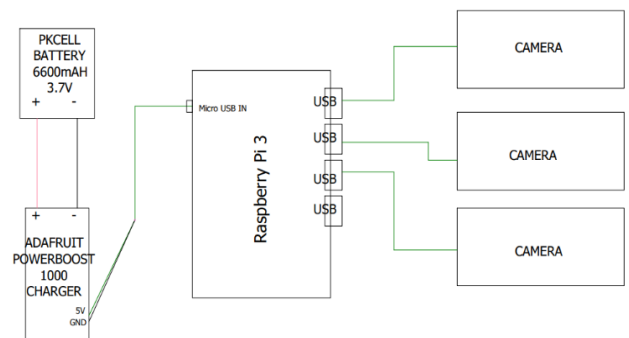 PKCELL
BATTERY
6600mAH
3.7V
+ -
+ -
ADAFRUIT
POWERBOOST
1000
CHARGER
5V
GND
Micro USB IN
Raspberry Pi 3
USB
USB
USB
USB
CAMERA
CAMERA
CAMERA